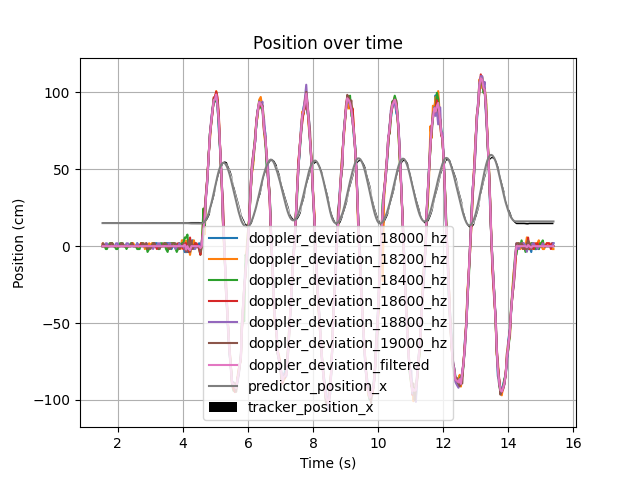 Position over time
100
50
0
−50
−100
Position (cm)
doppler_deviation_18000_hz
doppler_deviation_18200_hz
doppler_deviation_18400_hz
doppler_deviation_18600_hz
doppler_deviation_18800_hz
doppler_deviation_19000_hz
doppler_deviation_filtered
predictor_position_x
tracker_position_x
2 4 6 8 10 12 14 16
Time (s)